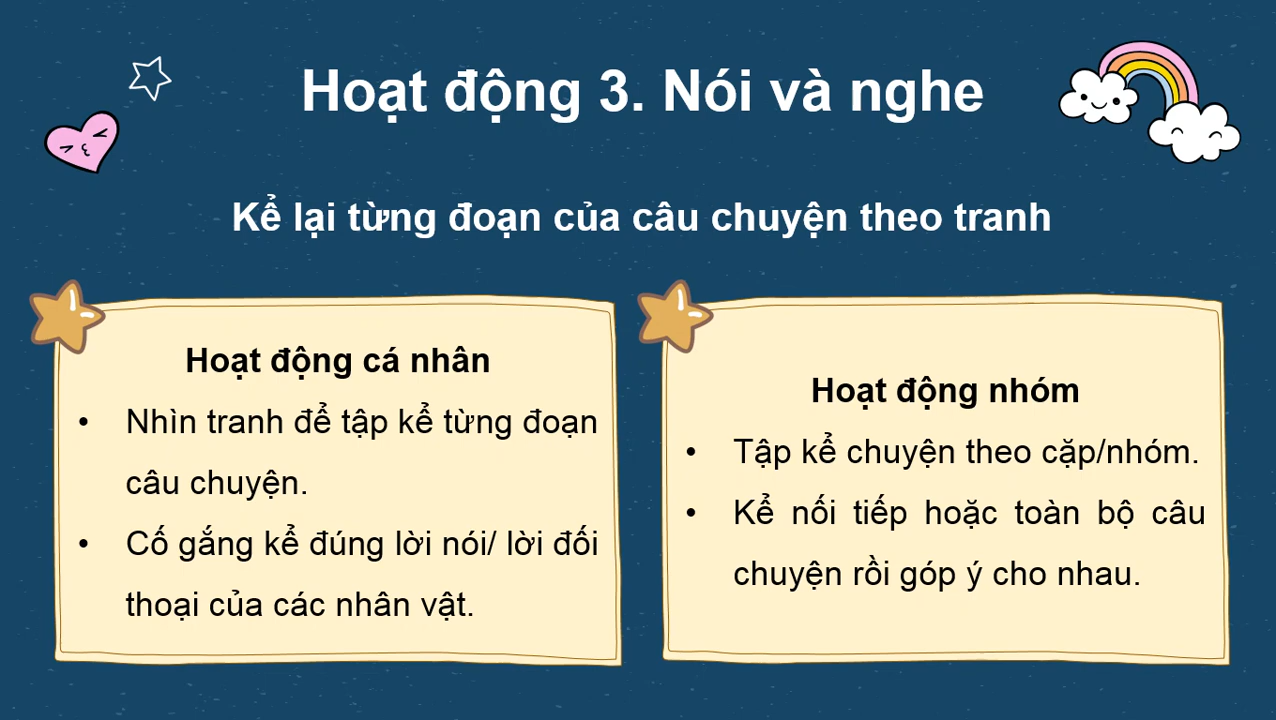 Hoạt động 3. Nói và nghe
Kể lại từng đoạn của câu chuyện theo tranh
Hoạt động cá nhân
• Nhìn tranh để tập kể từng đoạn
câu chuyện.
• Cố gắng kể đúng lời nói/ lời đối
thoại của các nhân vật.
Hoạt động nhóm
• Tập kể chuyện theo cặp/nhóm.
• Kể nối tiếp hoặc toàn bộ câu
chuyện rồi góp ý cho nhau.